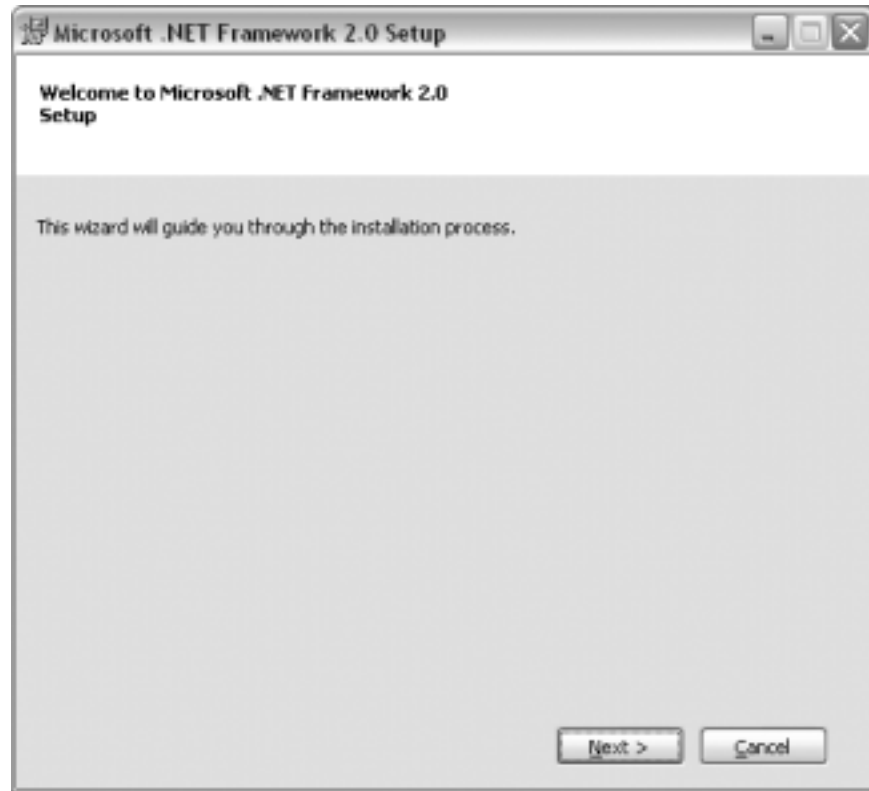 Microsoft .NET Framework 2.0 Setup
Welcome to Microsoft .NET Framework 2.0
Setup
This wizard will guide you through the installation process.
Next >
Cancel